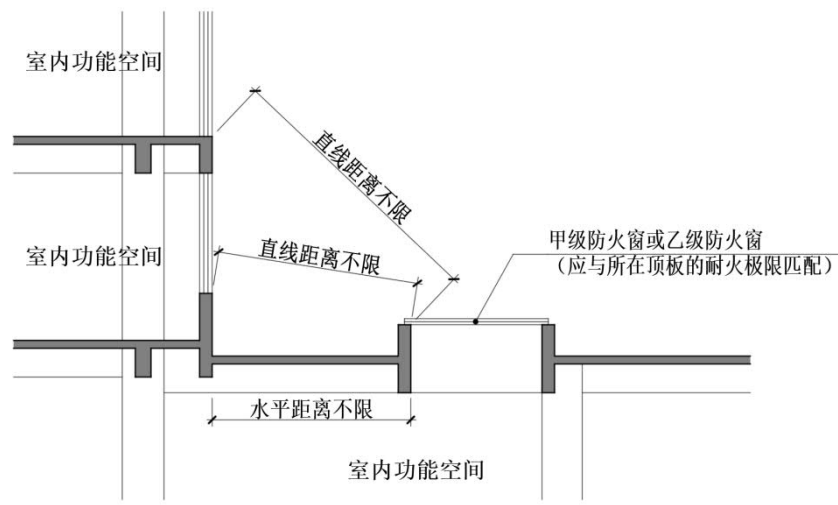 室内功能空间
直线距离不限
室内功能空间
直线距离不限
甲级防火窗或乙级防火窗
（应与所在顶板的耐火极限匹配）
水平距离不限
室内功能空间